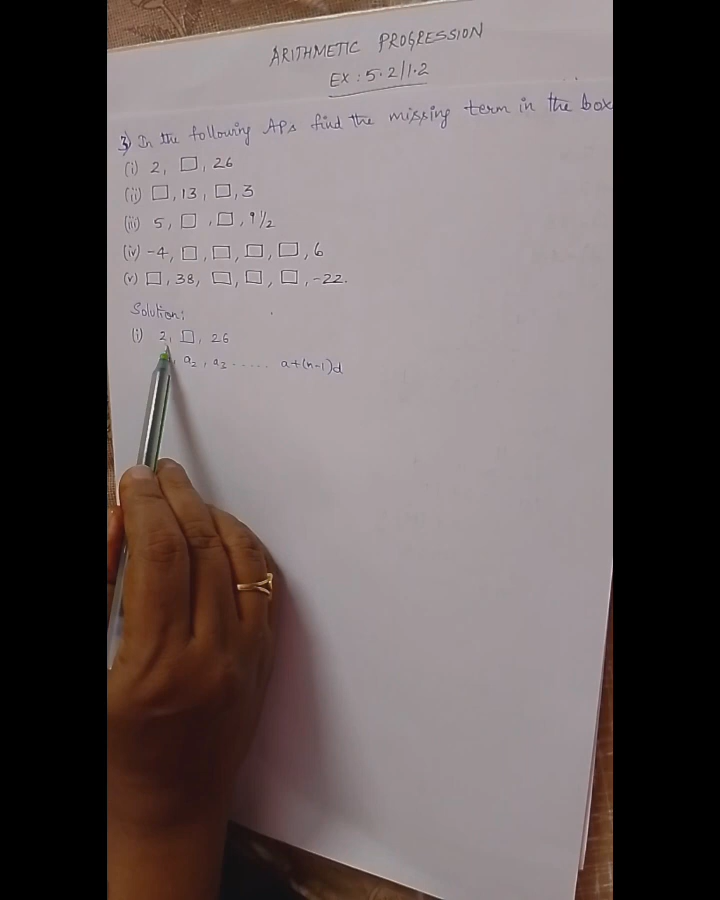 ARITHMETIC PROGRESSION
EX : 5.2/1.2
3) In the following APs find the missing term in the box
(i) 2, □, 26
(ii) □, 13, □, 3
(iii) 5, □, □, 9 1/2
(iv) -4, □, □, □, □, 6
(v) □, 38, □, □, □, -22.
Solution:
(i) 2, □, 26
, a2, a3 ..... a+(n-1)d